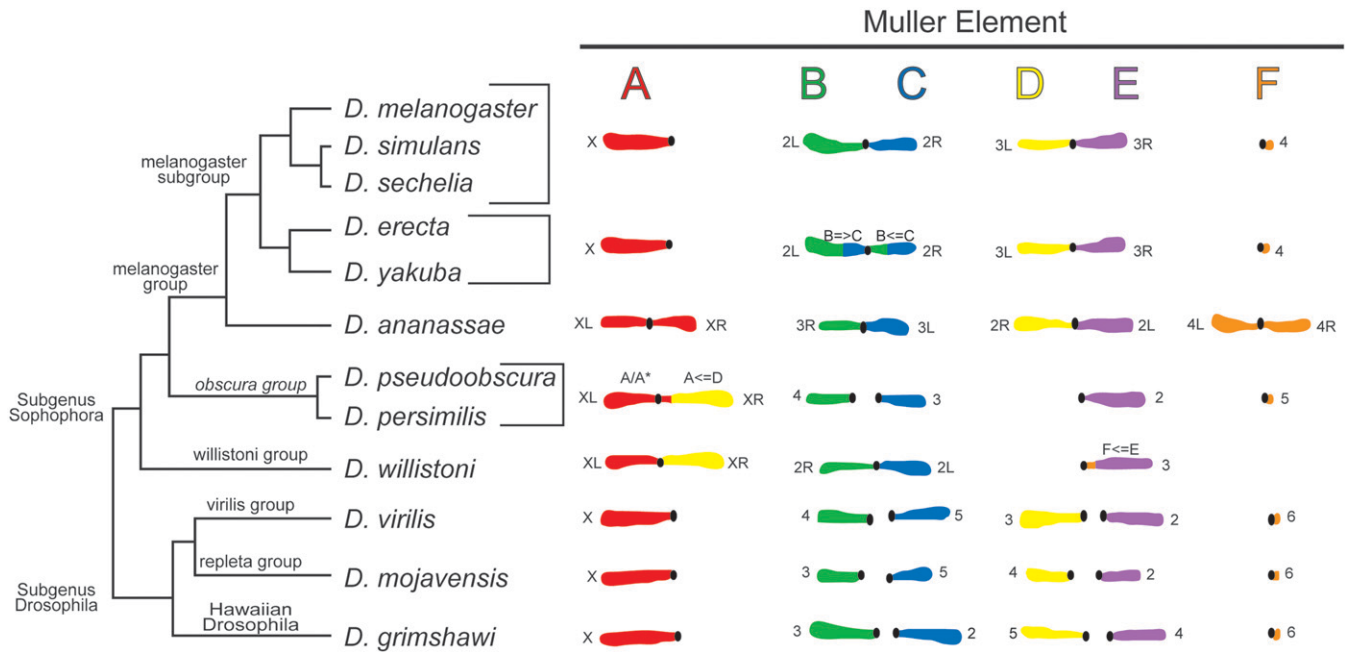 Muller Element
A B C D E F
D. melanogaster
X 2L 2R 3L 3R 4
D. simulans
melanogaster
subgroup
D. sechelia
D. erecta
B=>C B<=C
X 2L 2R 3L 3R 4
D. yakuba
melanogaster
group
D. ananassae
XL XR 3R 3L 2R 2L 4L 4R
obscura group
D. pseudoobscura
A/A* A<=D
XL XR 4 3 2 5
D. persimilis
Subgenus
Sophophora
willistoni group
D. willistoni
F<=E
XL XR 2R 2L 3
virilis group
D. virilis
X 4 5 3 2 6
repleta group
D. mojavensis
X 3 5 4 2 6
Subgenus
Drosophila
Hawaiian
Drosophila
D. grimshawi
X 3 2 5 4 6